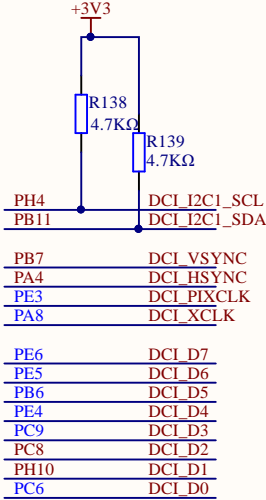 +3V3
R138
4.7KΩ
R139
4.7KΩ
PH4 DCI_I2C1_SCL
PB11 DCI_I2C1_SDA
PB7 DCI_VSYNC
PA4 DCI_HSYNC
PE3 DCI_PIXCLK
PA8 DCI_XCLK
PE6 DCI_D7
PE5 DCI_D6
PB6 DCI_D5
PE4 DCI_D4
PC9 DCI_D3
PC8 DCI_D2
PH10 DCI_D1
PC6 DCI_D0